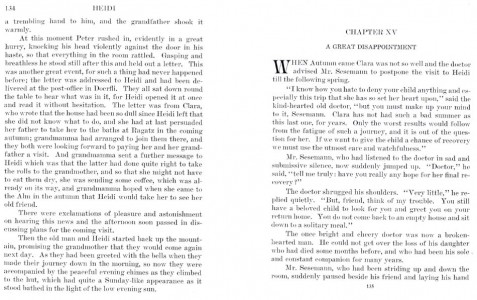 134 HEIDI
a trembling hand to him, and the grandfather shook it
warmly.
At this moment Peter rushed in, evidently in a great
hurry, knocking his head violently against the door in his
haste, so that everything in the room rattled. Gasping and
breathless he stood still after this and held out a letter. This
was another great event, for such a thing had never happened
before; the letter was addressed to Heidi and had been de-
livered at the post-office in Doerfli. They all sat down round
the table to hear what was in it, for Heidi opened it at once
and read it without hesitation. The letter was from Clara,
who wrote that the house had been so dull since Heidi left that
she did not know what to do, and she had at last persuaded
her father to take her to the baths at Ragatz in the coming
autumn; grandmamma had arranged to join them there, and
they both were looking forward to paying her and her grand-
father a visit. And grandmamma sent a further message to
Heidi which was that the latter had done quite right to take
the rolls to the grandmother, and so that she might not have
to eat them dry, she was sending some coffee, which was al-
ready on its way, and grandmamma hoped when she came to
the Alm in the autumn that Heidi would take her to see her
old friend.
There were exclamations of pleasure and astonishment
on hearing this news and the afternoon soon passed in dis-
cussing plans for the coming visit.
Then the old man and Heidi started back up the mount-
ain, promising the grandmother that they would come again
next day. As they had been greeted with the bells when they
made their journey down in the morning, so now they were
accompanied by the peaceful evening chimes as they climbed
to the hut, which had quite a Sunday-like appearance as it
stood bathed in the light of the low evening sun.
CHAPTER XV
A GREAT DISAPPOINTMENT
WHEN Autumn came Clara was not so well and the doctor
advised Mr. Sesemann to postpone the visit to Heidi
till the following spring.
"I know how you hate to deny your child anything and es-
pecially this trip that she has so set her heart upon," said the
kind-hearted old doctor, "but you must make up your mind
to it, Sesemann. Clara has not had such a bad summer as
this last one, for years. Only the worst results would follow
from the fatigue of such a journey, and it is out of the ques-
tion for her. If we want to give the child a chance of recovery
we must use the utmost care and watchfulness."
Mr. Sesemann, who had listened to the doctor in sad and
submissive silence, now suddenly jumped up. "Doctor," he
said, "tell me truly: have you really any hope for her final re-
covery?"
The doctor shrugged his shoulders. "Very little," he re-
plied quietly. "But, friend, think of my trouble. You still
have a beloved child to look for you and greet you on your
return home. You do not come back to an empty house and sit
down to a solitary meal."
The once bright and cheery doctor was now a broken-
hearted man. He could not get over the loss of his daughter
who had died some months before, and who had been his sole
and constant companion for many years.
Mr. Sesemann, who had been striding up and down the
room, suddenly paused beside his friend and laying his hand